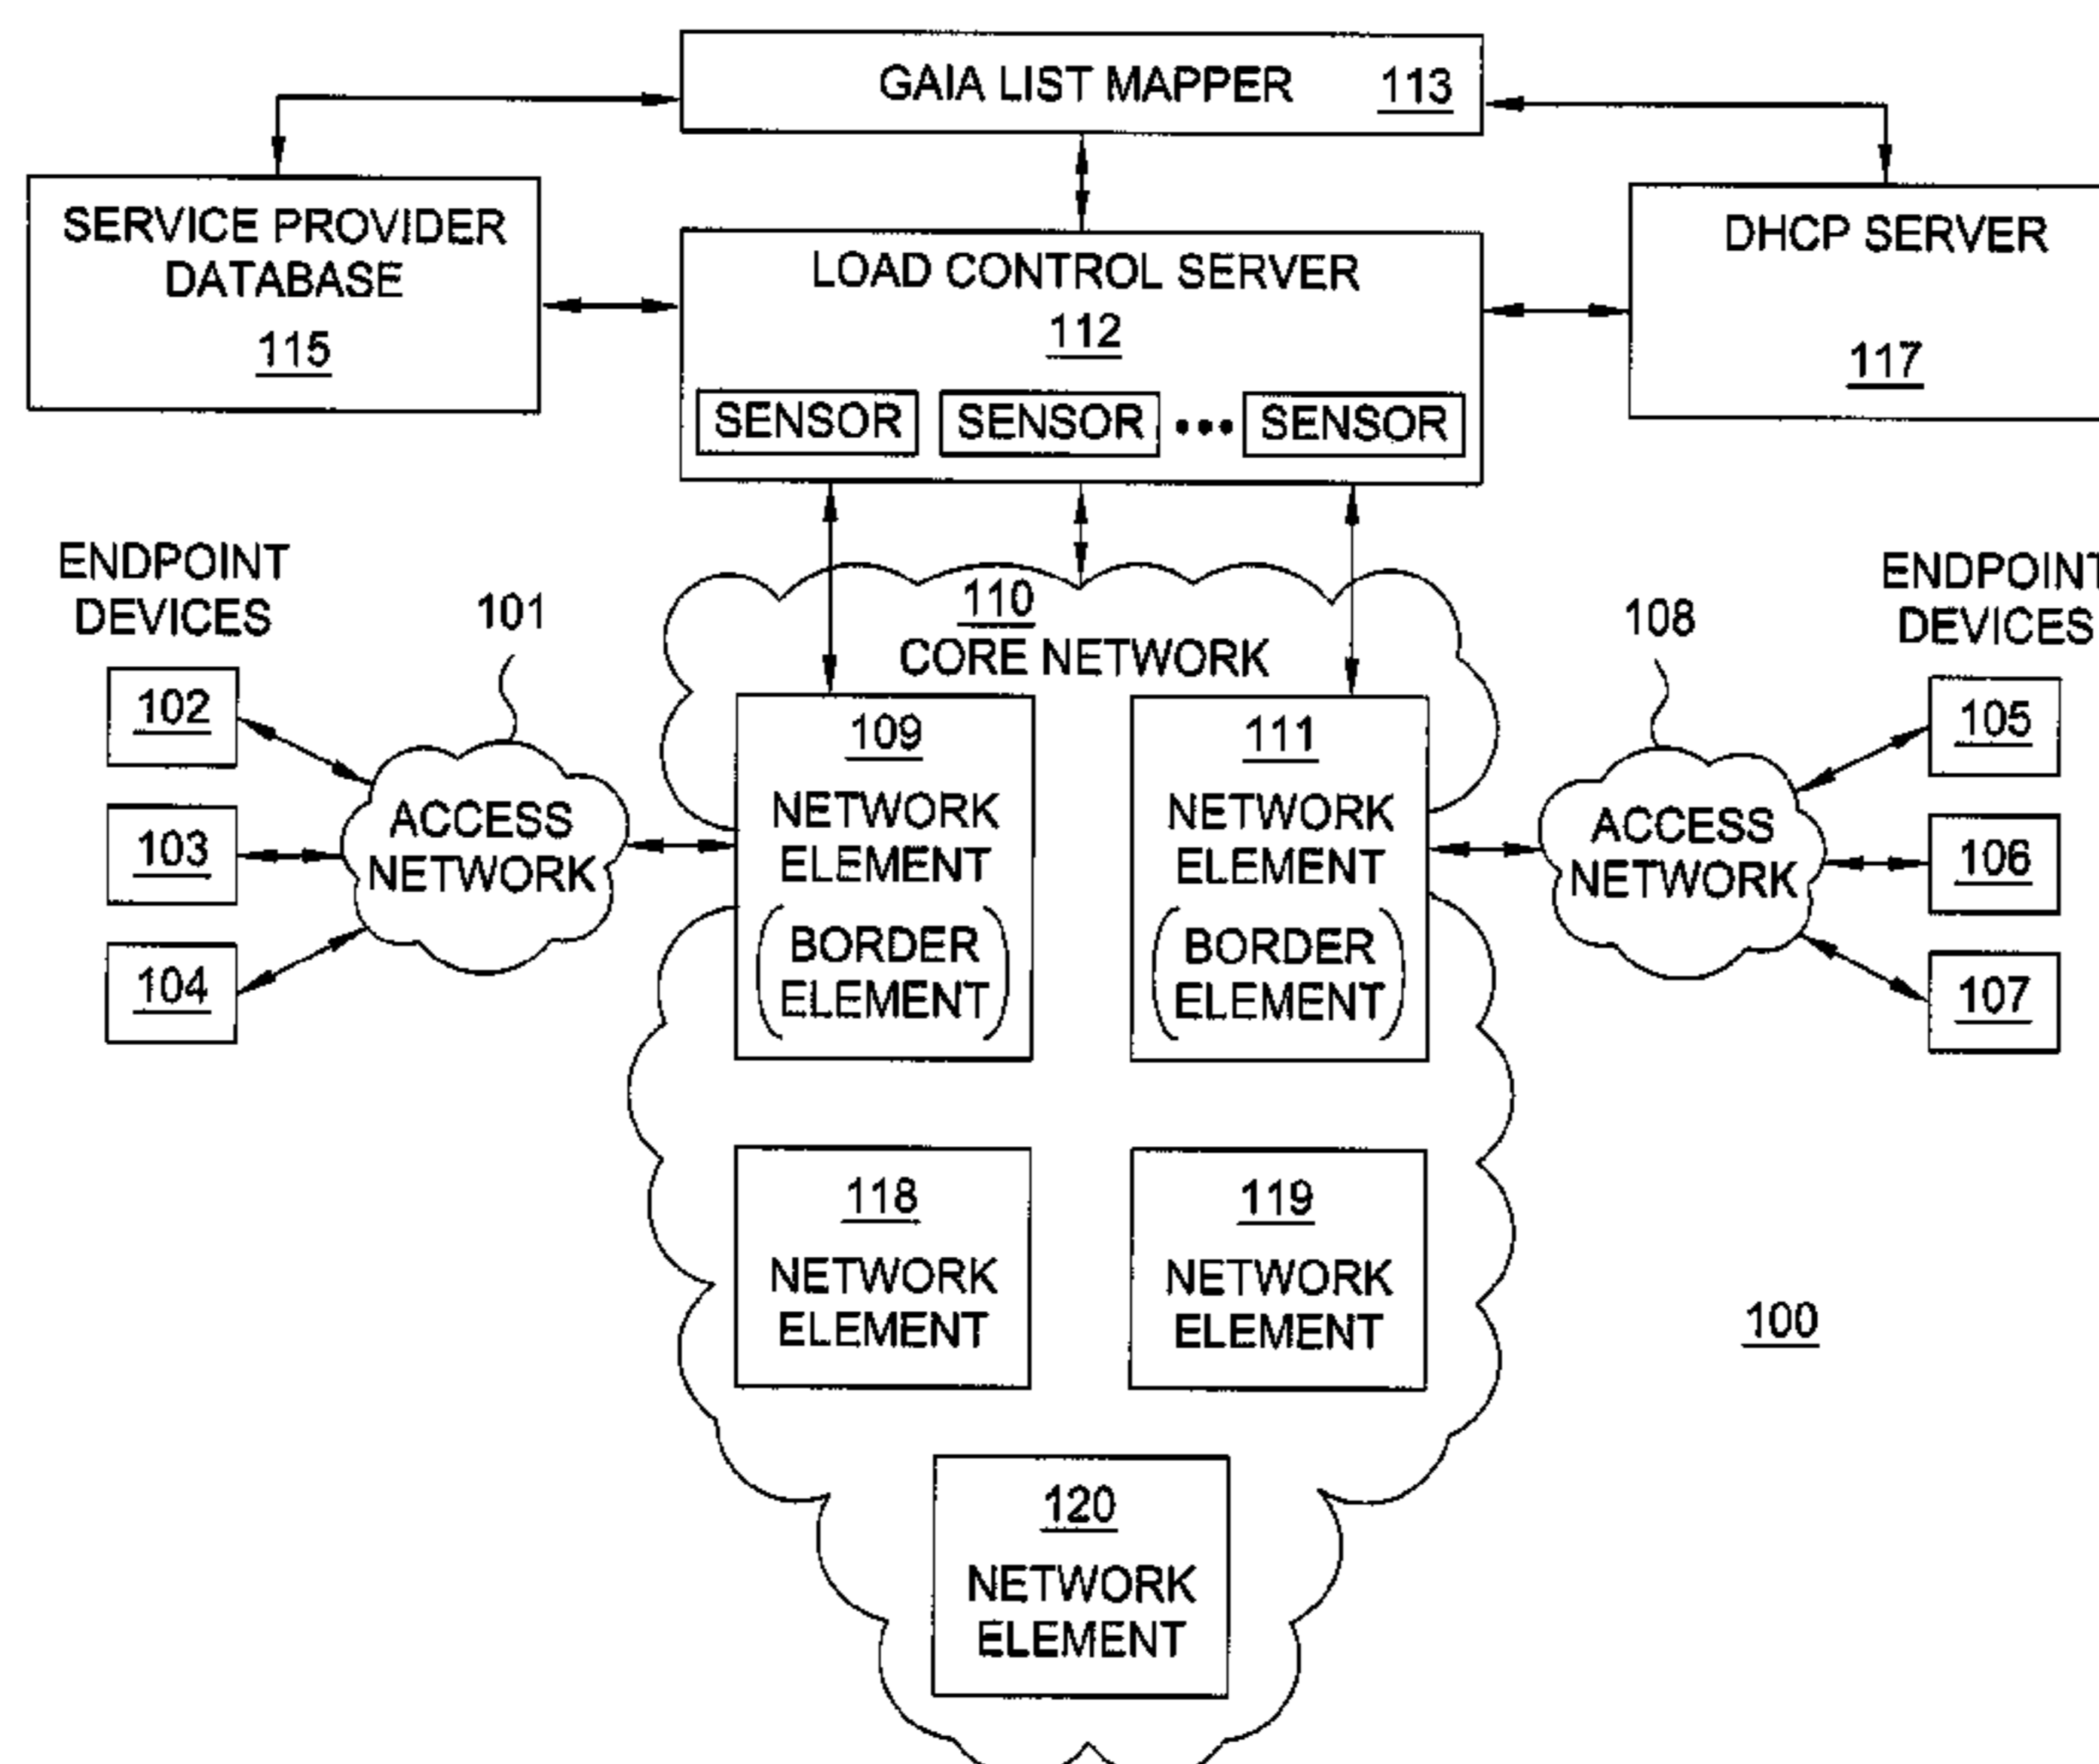 GAIA LIST MAPPER 113
SERVICE PROVIDER
DATABASE
115
LOAD CONTROL SERVER
112
SENSOR SENSOR ••• SENSOR
DHCP SERVER
117
ENDPOINT
DEVICES
101
102
103
104
ACCESS
NETWORK
110
CORE NETWORK
109
NETWORK
ELEMENT
(BORDER
ELEMENT)
111
NETWORK
ELEMENT
(BORDER
ELEMENT)
108
ACCESS
NETWORK
ENDPOINT
DEVICES
105
106
107
118
NETWORK
ELEMENT
119
NETWORK
ELEMENT
100
120
NETWORK
ELEMENT